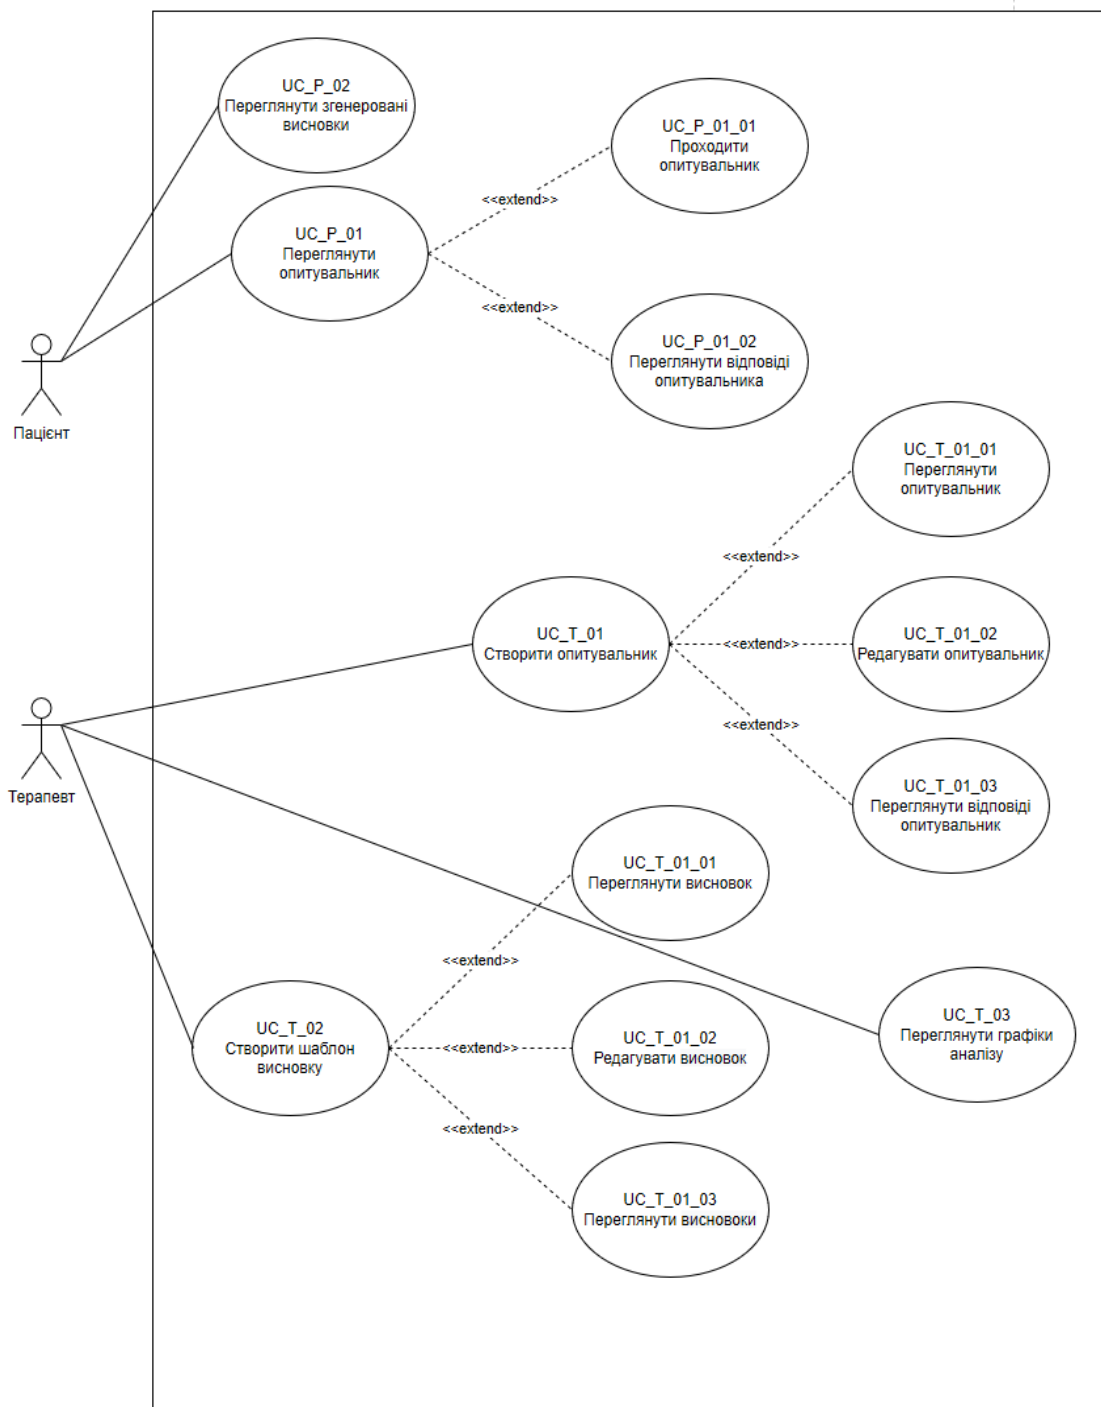 UC_P_02
Переглянути згенеровані
висновки
UC_P_01_01
Проходити
опитувальник
<<extend>>
UC_P_01
Переглянути
опитувальник
<<extend>>
UC_P_01_02
Переглянути відповіді
опитувальника
Пацієнт
UC_T_01_01
Переглянути
опитувальник
<<extend>>
UC_T_01
Створити опитувальник
<<extend>>
UC_T_01_02
Редагувати опитувальник
<<extend>>
UC_T_01_03
Переглянути відповіді
опитувальник
Терапевт
UC_T_01_01
Переглянути висновок
<<extend>>
UC_T_02
Створити шаблон
висновку
<<extend>>
UC_T_01_02
Редагувати висновок
UC_T_03
Переглянути графіки
аналізу
<<extend>>
UC_T_01_03
Переглянути висновоки